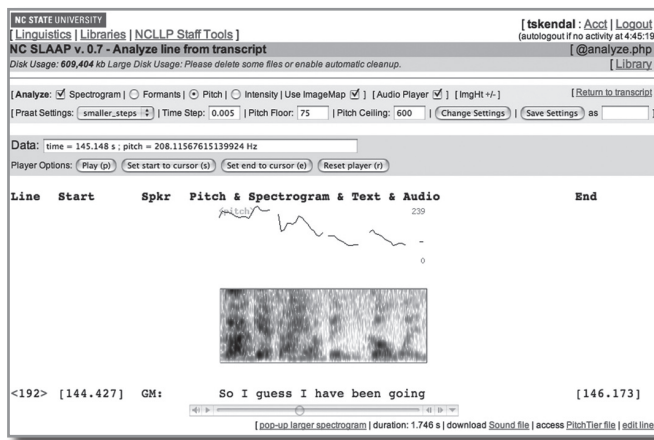 NC STATE UNIVERSITY [ tskendal : Acct | Logout
[ Linguistics | Libraries | NCLLP Staff Tools ] (autologout if no activity at 4:45:19
NC SLAAP v. 0.7 - Analyze line from transcript [ @analyze.php
Disk Usage: 609,404 kb Large Disk Usage: Please delete some files or enable automatic cleanup. [ Library
[ Analyze: Spectrogram | Formants | Pitch | Intensity | Use ImageMap ] [ Audio Player ] [ ImgHt +/- ] [ Return to transcript
[ Praat Settings: smaller_steps | Time Step: 0.005 | Pitch Floor: 75 | Pitch Ceiling: 600 | Change Settings | Save Settings as ]
Data: time = 145.148 s ; pitch = 208.11567615139924 Hz
Player Options: Play (p) Set start to cursor (s) Set end to cursor (e) Reset player (r)
Line Start Spkr Pitch & Spectrogram & Text & Audio End
(pitch) 239
0
<192> [144.427] GM: So I guess I have been going [146.173]
[ pop-up larger spectrogram | duration: 1.746 s | download Sound file | access PitchTier file | edit line